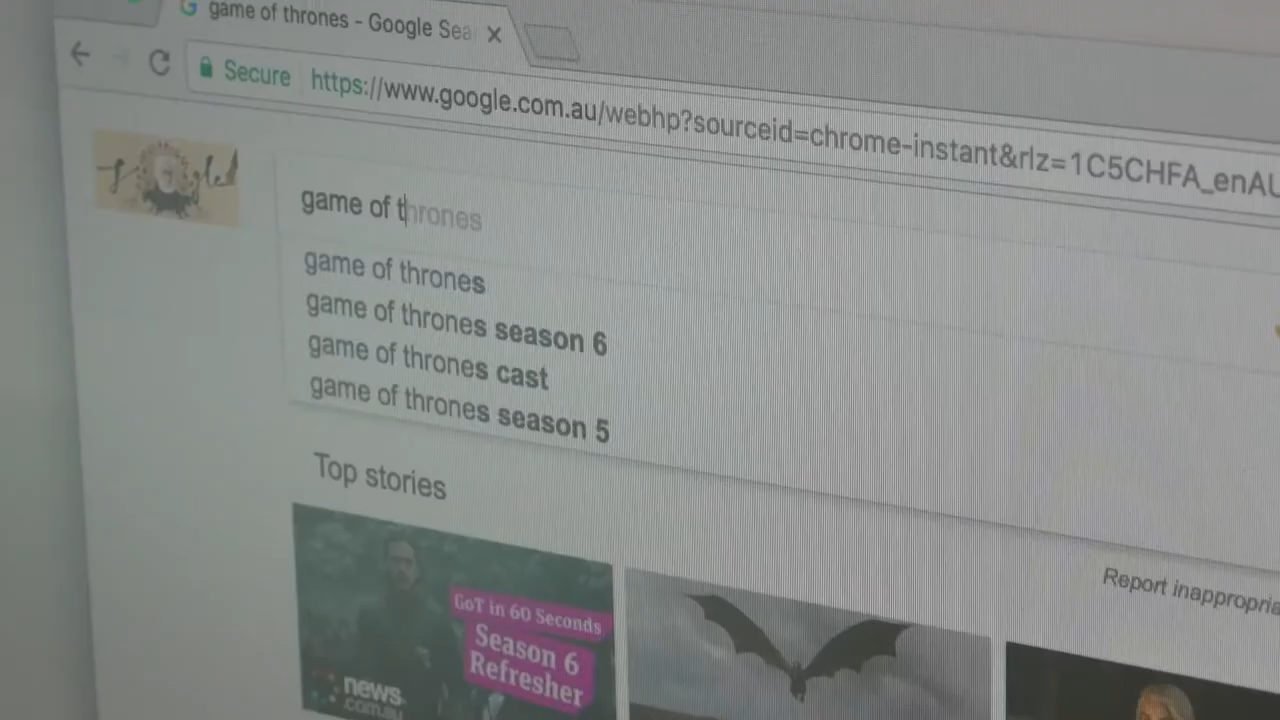 game of thrones - Google Sea
Secure https://www.google.com.au/webhp?sourceid=chrome-instant&rlz=1C5CHFA_enAU
game of thrones
game of thrones
game of thrones season 6
game of thrones cast
game of thrones season 5
Top stories
Report inappropria
GoT in 60 Seconds
Season 6
Refresher
news
.com.au